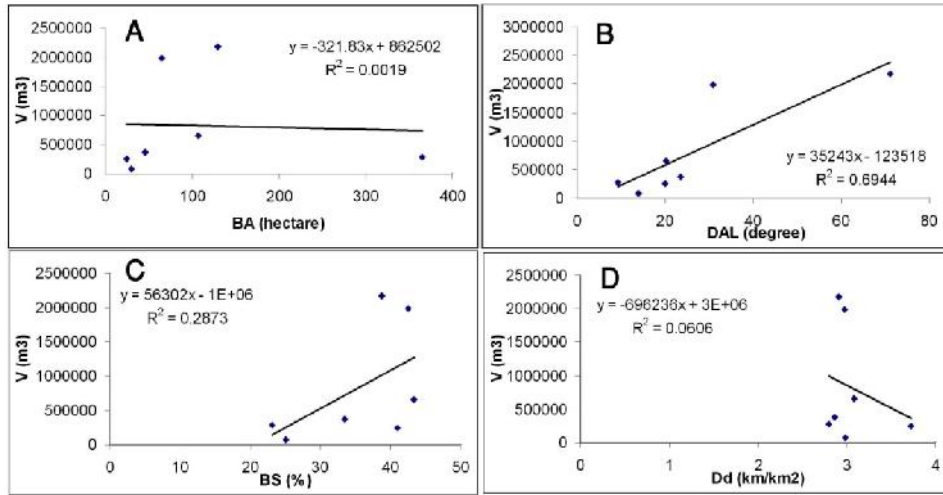 A
y = -321.83x + 862502
R² = 0.0019
V (m3)
2500000
2000000
1500000
1000000
500000
0
0 100 200 300 400
BA (hectare)
B
y = 35243x - 123518
R² = 0.6944
V (m3)
3000000
2500000
2000000
1500000
1000000
500000
0
0 20 40 60 80
DAL (degree)
C
y = 56302x - 1E+06
R² = 0.2873
V (m3)
2500000
2000000
1500000
1000000
500000
0
0 10 20 30 40 50
BS (%)
D
y = -696236x + 3E+06
R² = 0.0606
V (m3)
2500000
2000000
1500000
1000000
500000
0
0 1 2 3 4
Dd (km/km2)